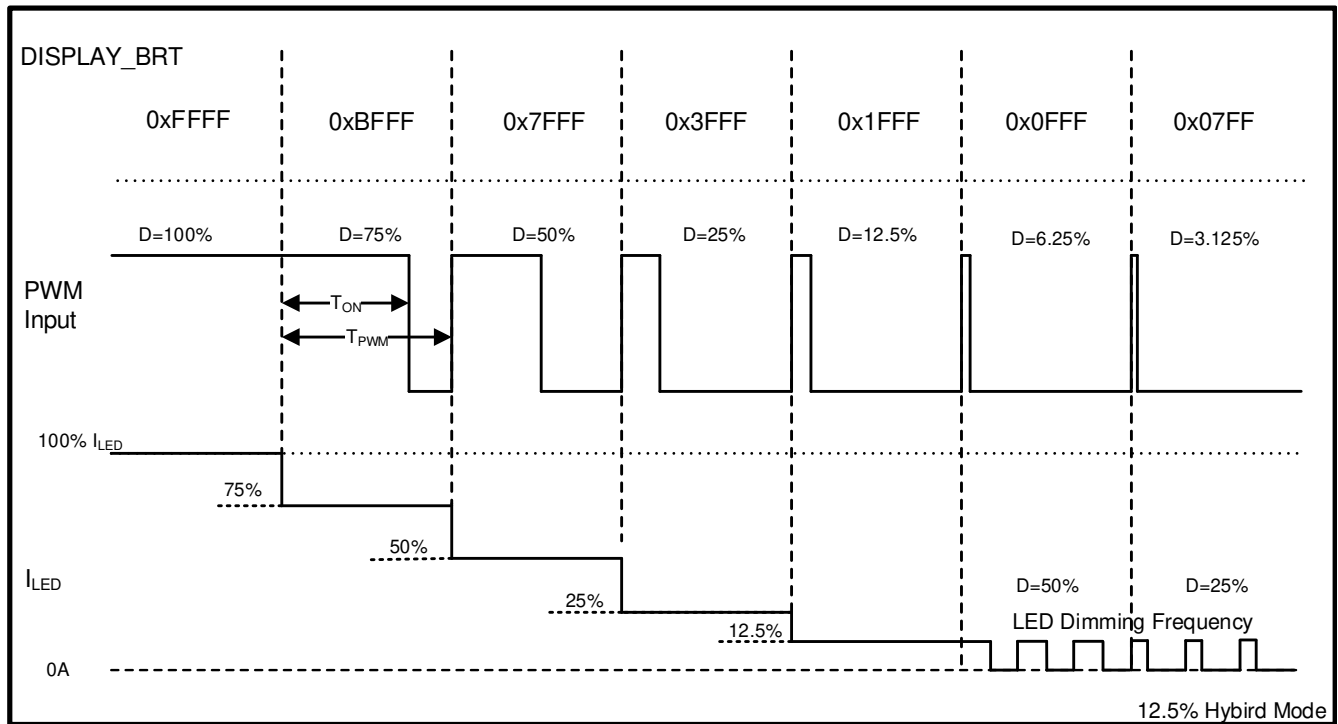 DISPLAY_BRT
0xFFFF 0xBFFF 0x7FFF 0x3FFF 0x1FFF 0x0FFF 0x07FF
D=100% D=75% D=50% D=25% D=12.5% D=6.25% D=3.125%
PWM
Input
TON
TPWM
100% ILED
75%
50%
ILED
25%
12.5%
D=50% D=25%
LED Dimming Frequency
0A
12.5% Hybird Mode